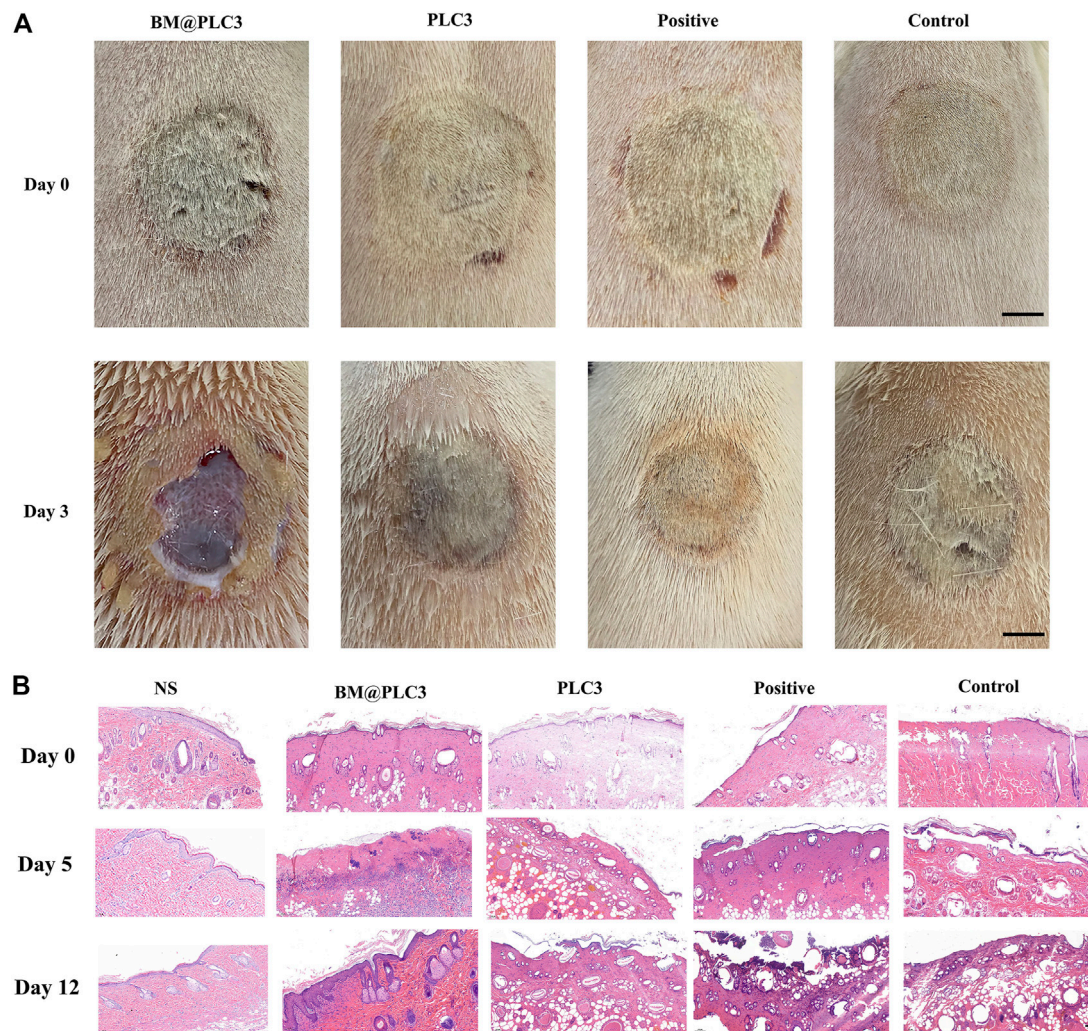 A
BM@PLC3 PLC3 Positive Control
Day 0
Day 3
B
NS BM@PLC3 PLC3 Positive Control
Day 0
Day 5
Day 12